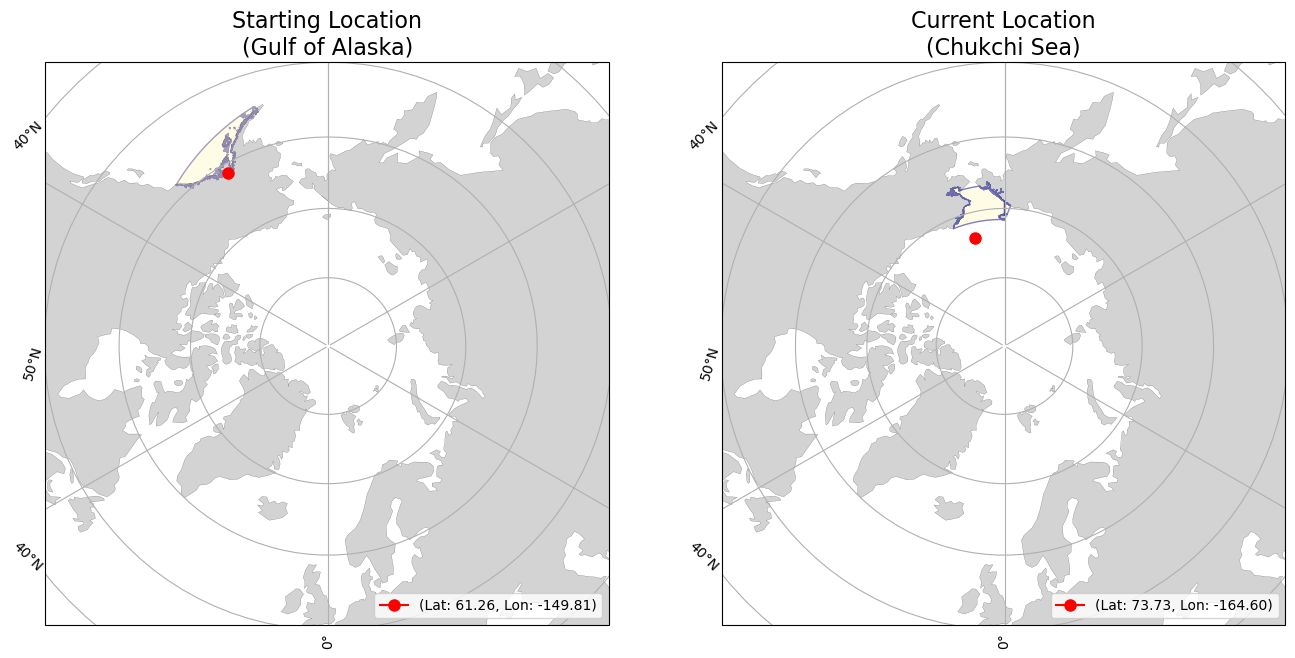 Starting Location
(Gulf of Alaska)
40°N
50°N
40°N
0°
(Lat: 61.26, Lon: -149.81)
Current Location
(Chukchi Sea)
40°N
50°N
40°N
0°
(Lat: 73.73, Lon: -164.60)